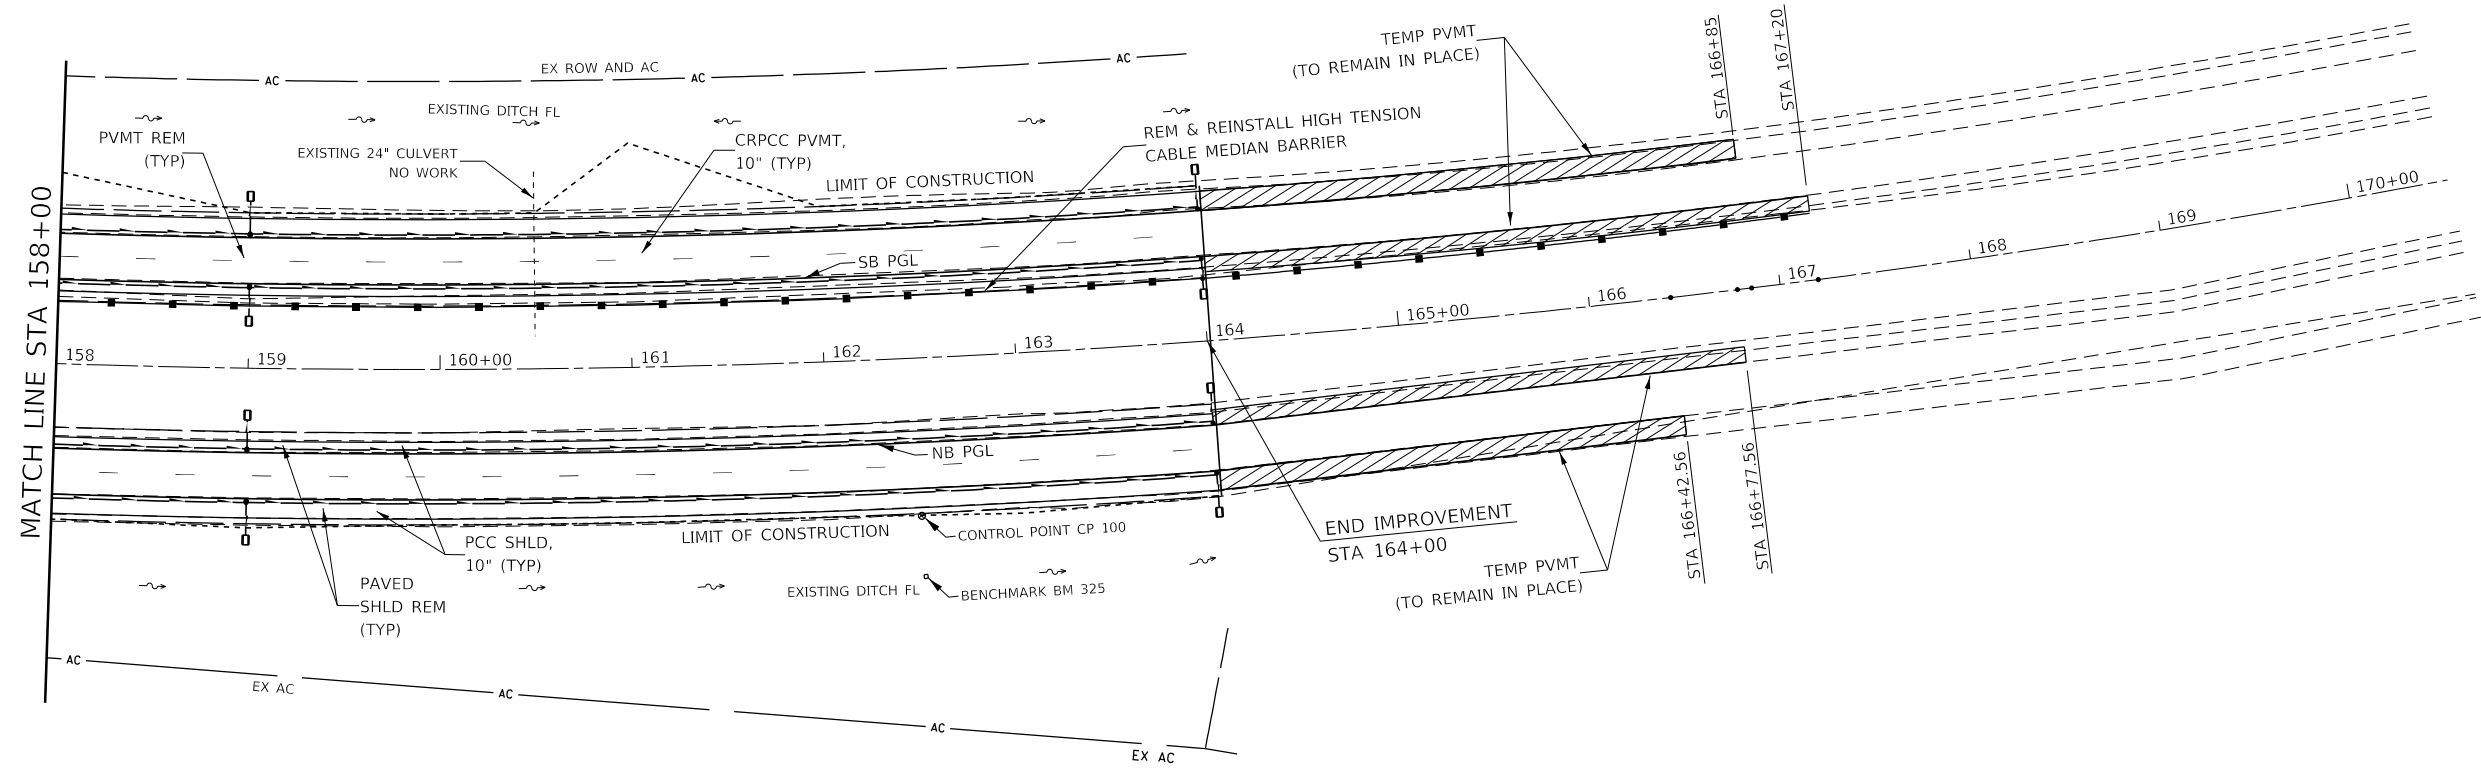 MATCH LINE STA 158+00
EX ROW AND AC
AC
AC
AC
EXISTING DITCH FL
PVMT REM
(TYP)
EXISTING 24" CULVERT
NO WORK
CRPCC PVMT,
10" (TYP)
LIMIT OF CONSTRUCTION
REM & REINSTALL HIGH TENSION
CABLE MEDIAN BARRIER
TEMP PVMT
(TO REMAIN IN PLACE)
STA 166+85
STA 167+20
SB PGL
158
159
160+00
161
162
163
164
165+00
166
167
168
169
170+00
NB PGL
LIMIT OF CONSTRUCTION
CONTROL POINT CP 100
END IMPROVEMENT
STA 164+00
PCC SHLD,
10" (TYP)
PAVED
SHLD REM
(TYP)
EXISTING DITCH FL
BENCHMARK BM 325
TEMP PVMT
(TO REMAIN IN PLACE)
STA 166+42.56
STA 166+77.56
AC
EX AC
AC
AC
EX AC